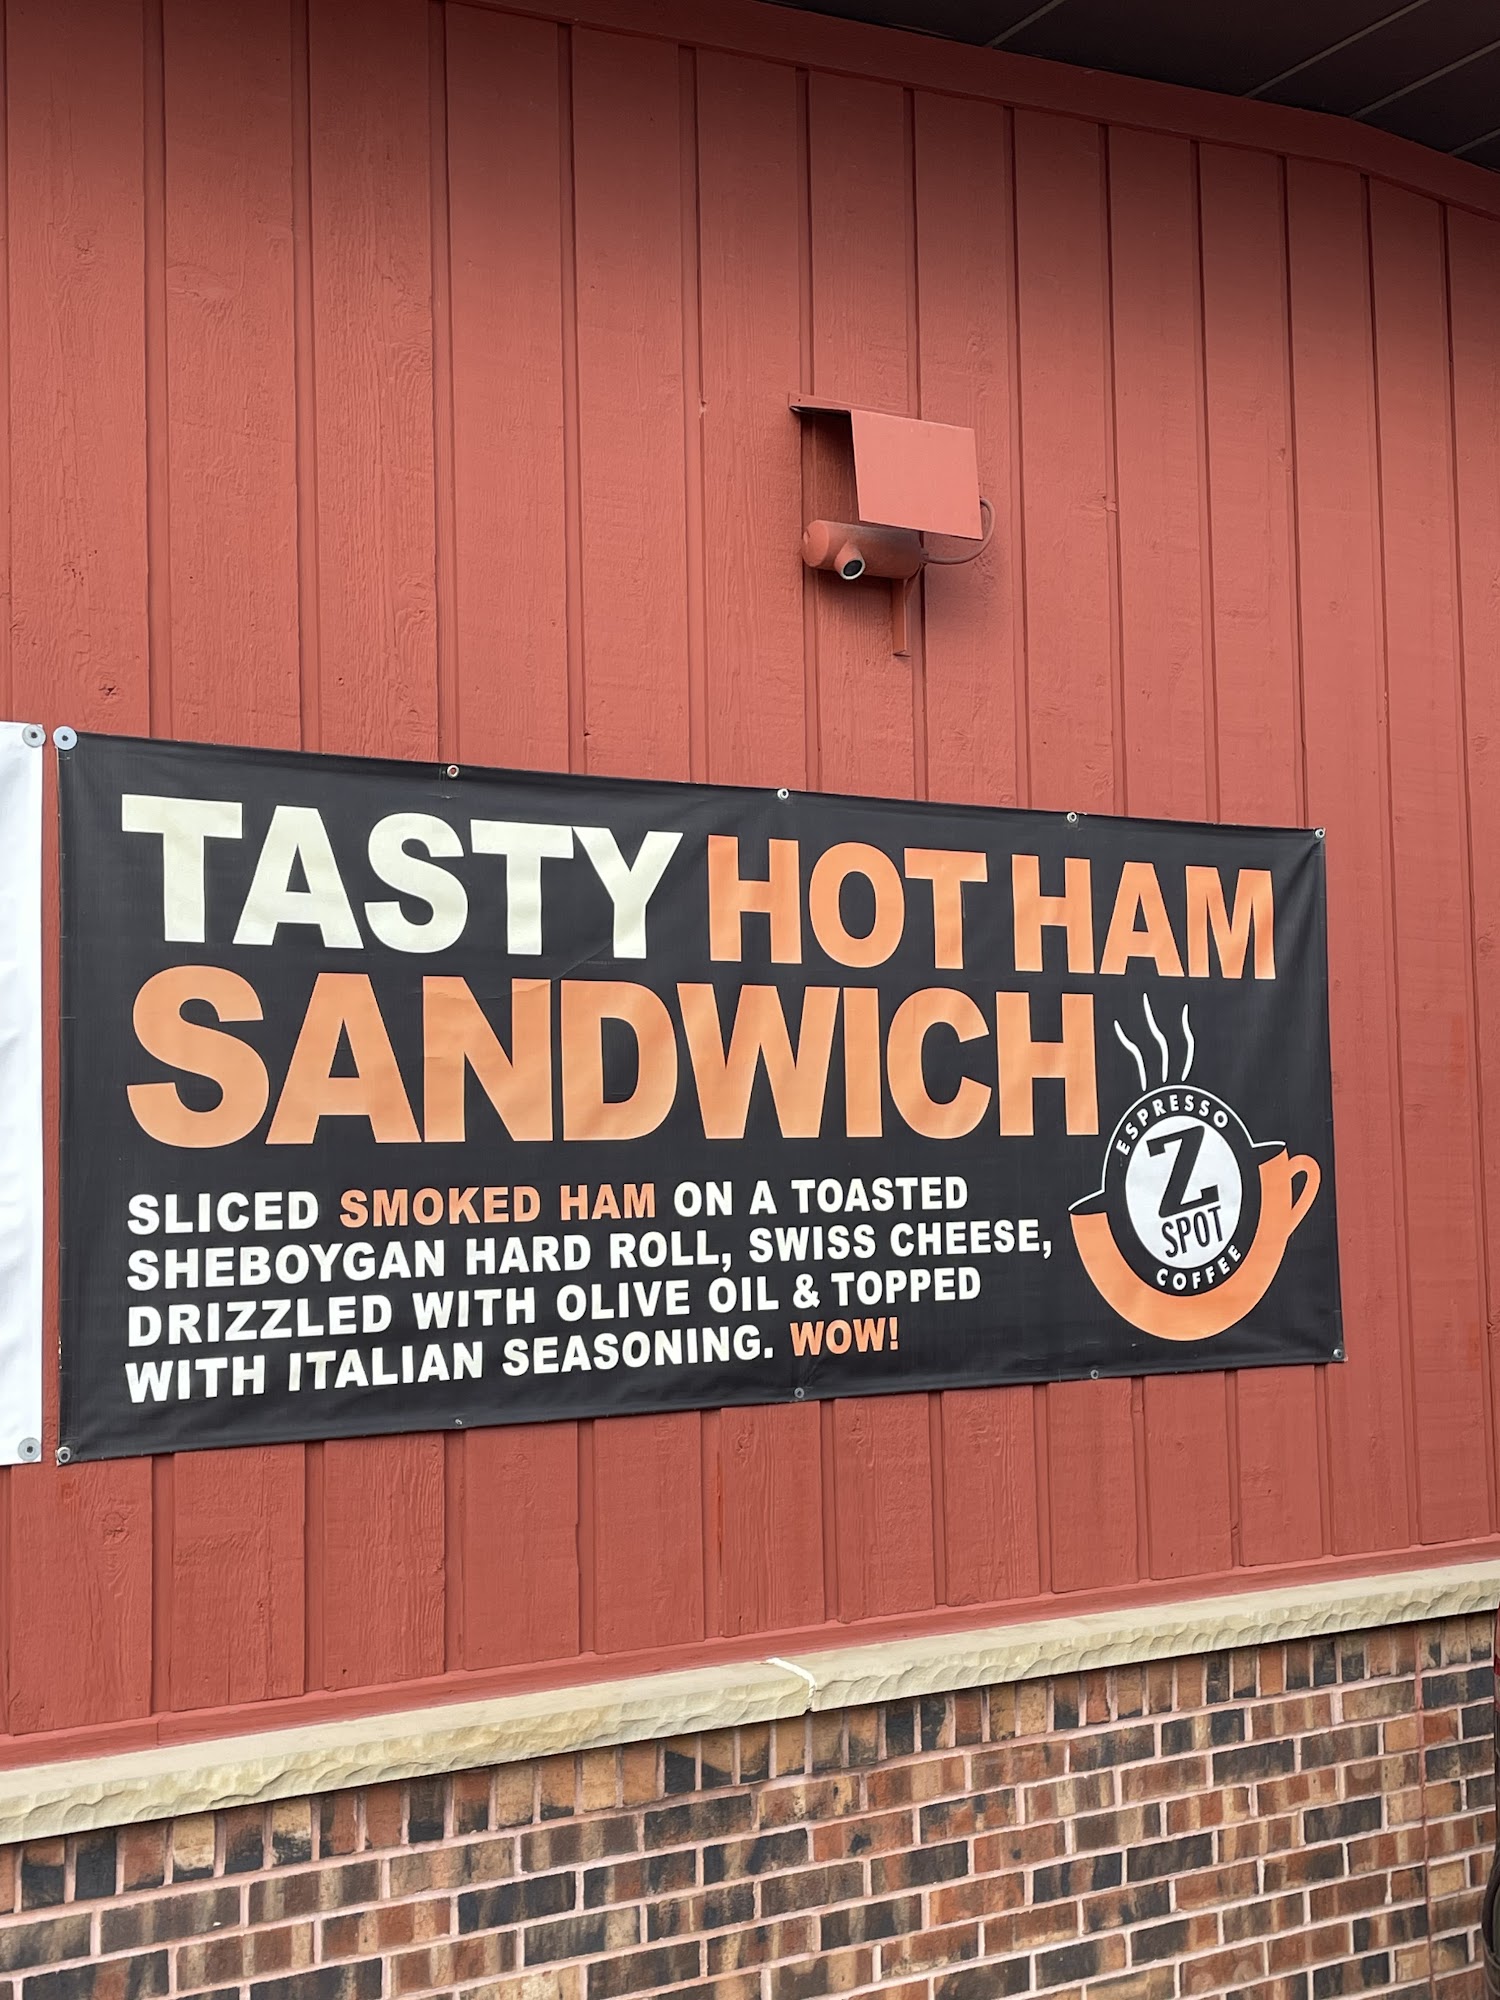 TASTY HOT HAM
SANDWICH
SLICED SMOKED HAM ON A TOASTED
SHEBOYGAN HARD ROLL, SWISS CHEESE,
DRIZZLED WITH OLIVE OIL & TOPPED
WITH ITALIAN SEASONING. WOW!
ESPRESSO
Z
SPOT
COFFEE